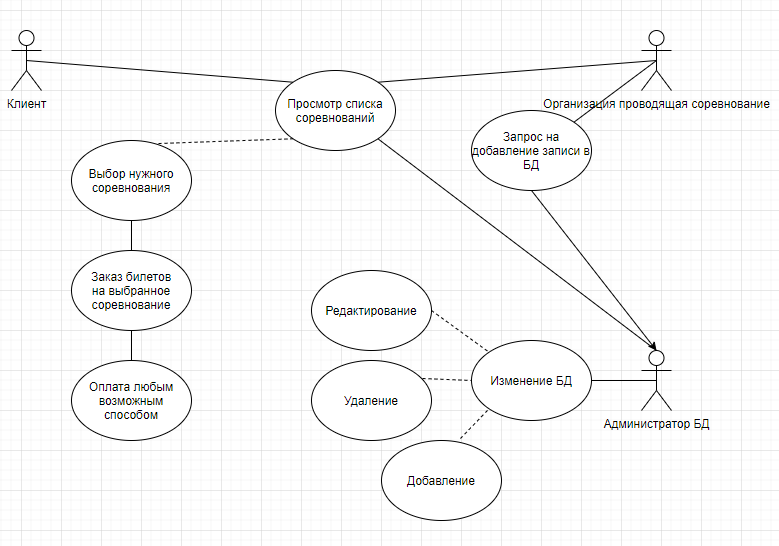 Клиент
Организация проводящая соревнование
Просмотр списка
соревнований
Запрос на
добавление записи в
БД
Выбор нужного
соревнования
Заказ билетов
на выбранное
соревнование
Редактирование
Оплата любым
возможным
способом
Удаление
Изменение БД
Администратор БД
Добавление